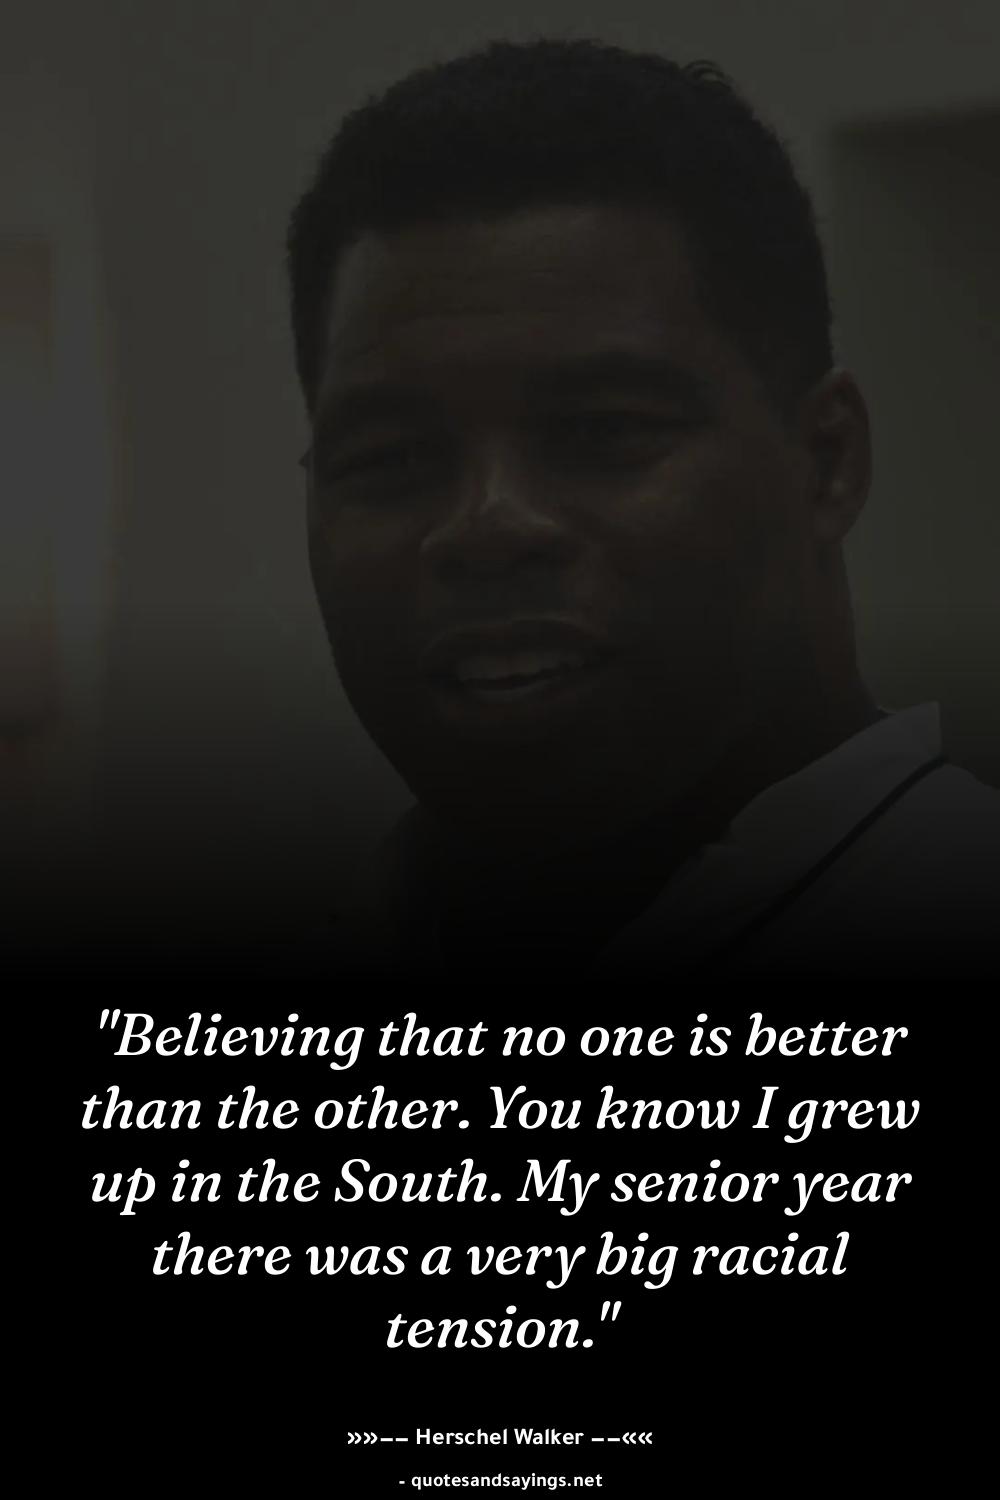 "Believing that no one is better
than the other. You know I grew
up in the South. My senior year
there was a very big racial
tension."
»»–– Herschel Walker ––««
- quotesandsayings.net